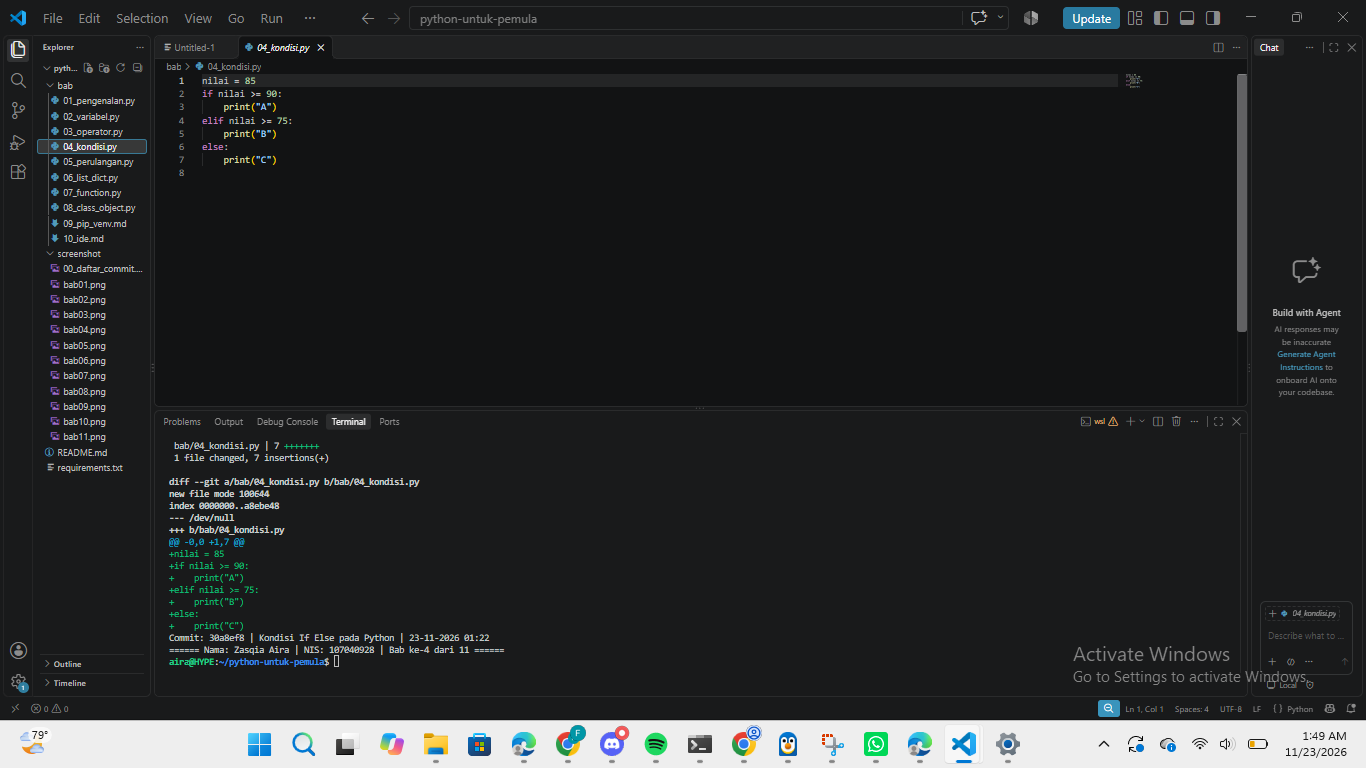 File Edit Selection View Go Run ···
python-untuk-pemula
Update
Explorer
pyth...
bab
01_pengenalan.py
02_variabel.py
03_operator.py
04_kondisi.py
05_perulangan.py
06_list_dict.py
07_function.py
08_class_object.py
09_pip_venv.md
10_ide.md
screenshot
00_daftar_commit....
bab01.png
bab02.png
bab03.png
bab04.png
bab05.png
bab06.png
bab07.png
bab08.png
bab09.png
bab10.png
bab11.png
README.md
requirements.txt
Outline
Timeline
Untitled-1 04_kondisi.py
bab > 04_kondisi.py
1 nilai = 85
2 if nilai >= 90:
3 print("A")
4 elif nilai >= 75:
5 print("B")
6 else:
7 print("C")
8
Problems Output Debug Console Terminal Ports
wsl
bab/04_kondisi.py | 7 +++++++
1 file changed, 7 insertions(+)
diff --git a/bab/04_kondisi.py b/bab/04_kondisi.py
new file mode 100644
index 0000000..a8ebe48
--- /dev/null
+++ b/bab/04_kondisi.py
@@ -0,0 +1,7 @@
+nilai = 85
+if nilai >= 90:
+    print("A")
+elif nilai >= 75:
+    print("B")
+else:
+    print("C")
Commit: 30a8ef8 | Kondisi If Else pada Python | 23-11-2026 01:22
====== Nama: Zasqia Aira | NIS: 107040928 | Bab ke-4 dari 11 ======
aira@HYPE:~/python-untuk-pemula$
Chat
Build with Agent
AI responses may
be inaccurate
Generate Agent
Instructions to
onboard AI onto
your codebase.
04_kondisi.py
Describe what to ...
Local
Activate Windows
Go to Settings to activate Windows.
0 0
Ln 1, Col 1 Spaces: 4 UTF-8 LF { } Python
1
79°
F
1:49 AM
11/23/2026